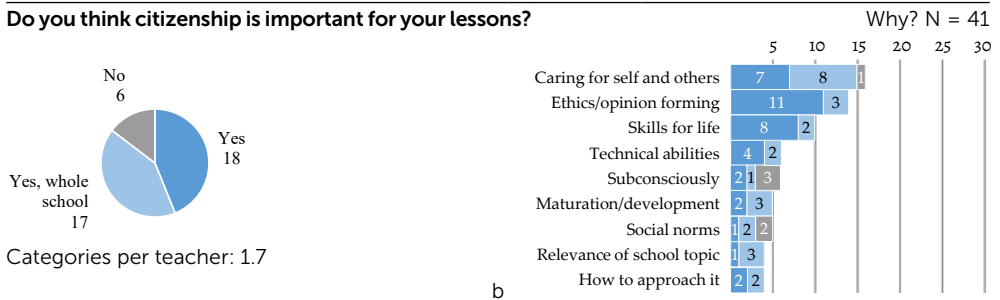 Do you think citizenship is important for your lessons?
Why? N = 41
No
6
Yes
18
Yes, whole
school
17
Categories per teacher: 1.7
b
5 10 15 20 25 30
Caring for self and others 7 8 1
Ethics/opinion forming 11 3
Skills for life 8 2
Technical abilities 4 2
Subconsciously 2 1 3
Maturation/development 2 3
Social norms 1 2 2
Relevance of school topic 1 3
How to approach it 2 2